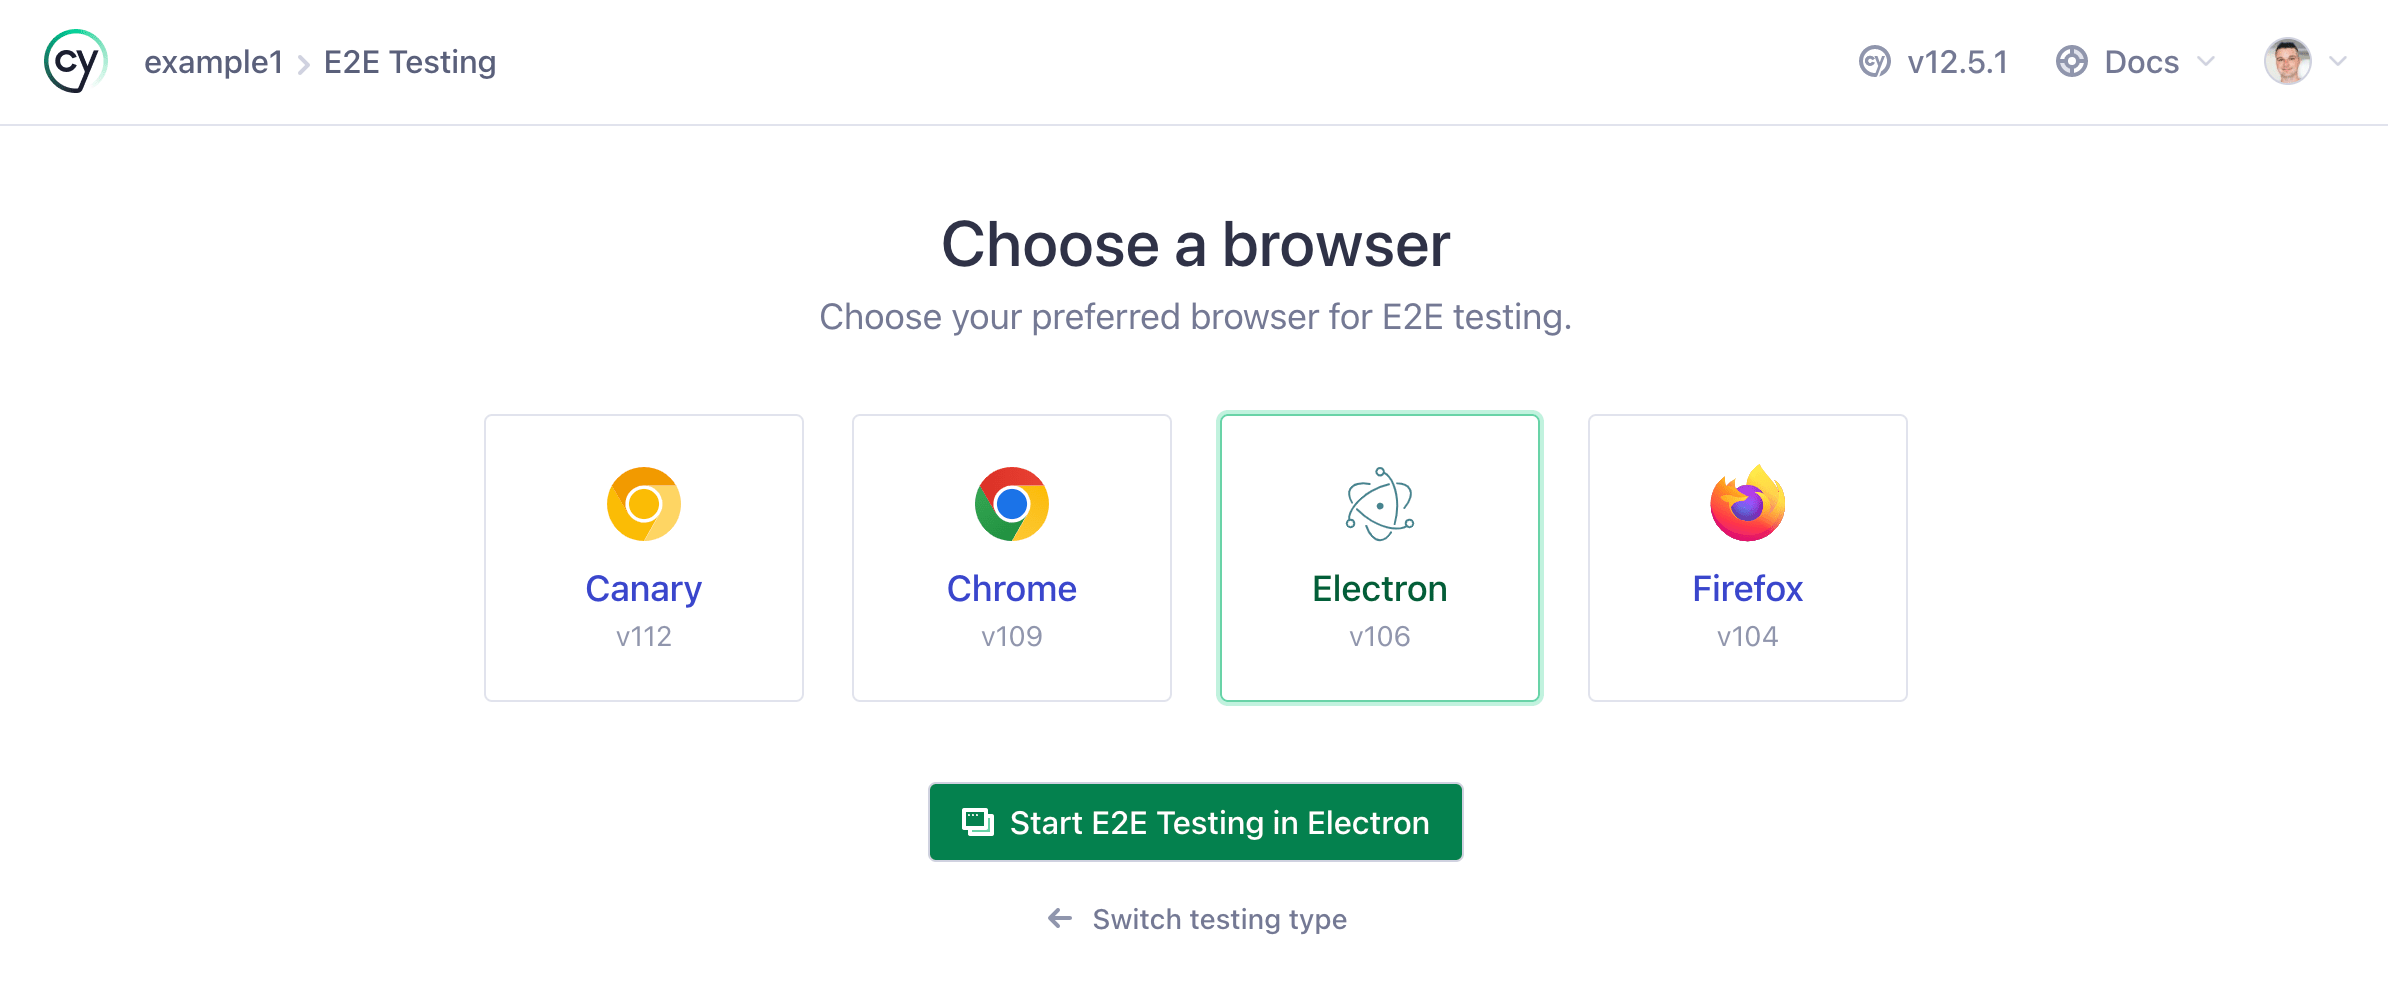 cy example1 E2E Testing cy v12.5.1 Docs
Choose a browser
Choose your preferred browser for E2E testing.
Canary Chrome Electron Firefox
v112 v109 v106 v104
Start E2E Testing in Electron
Switch testing type